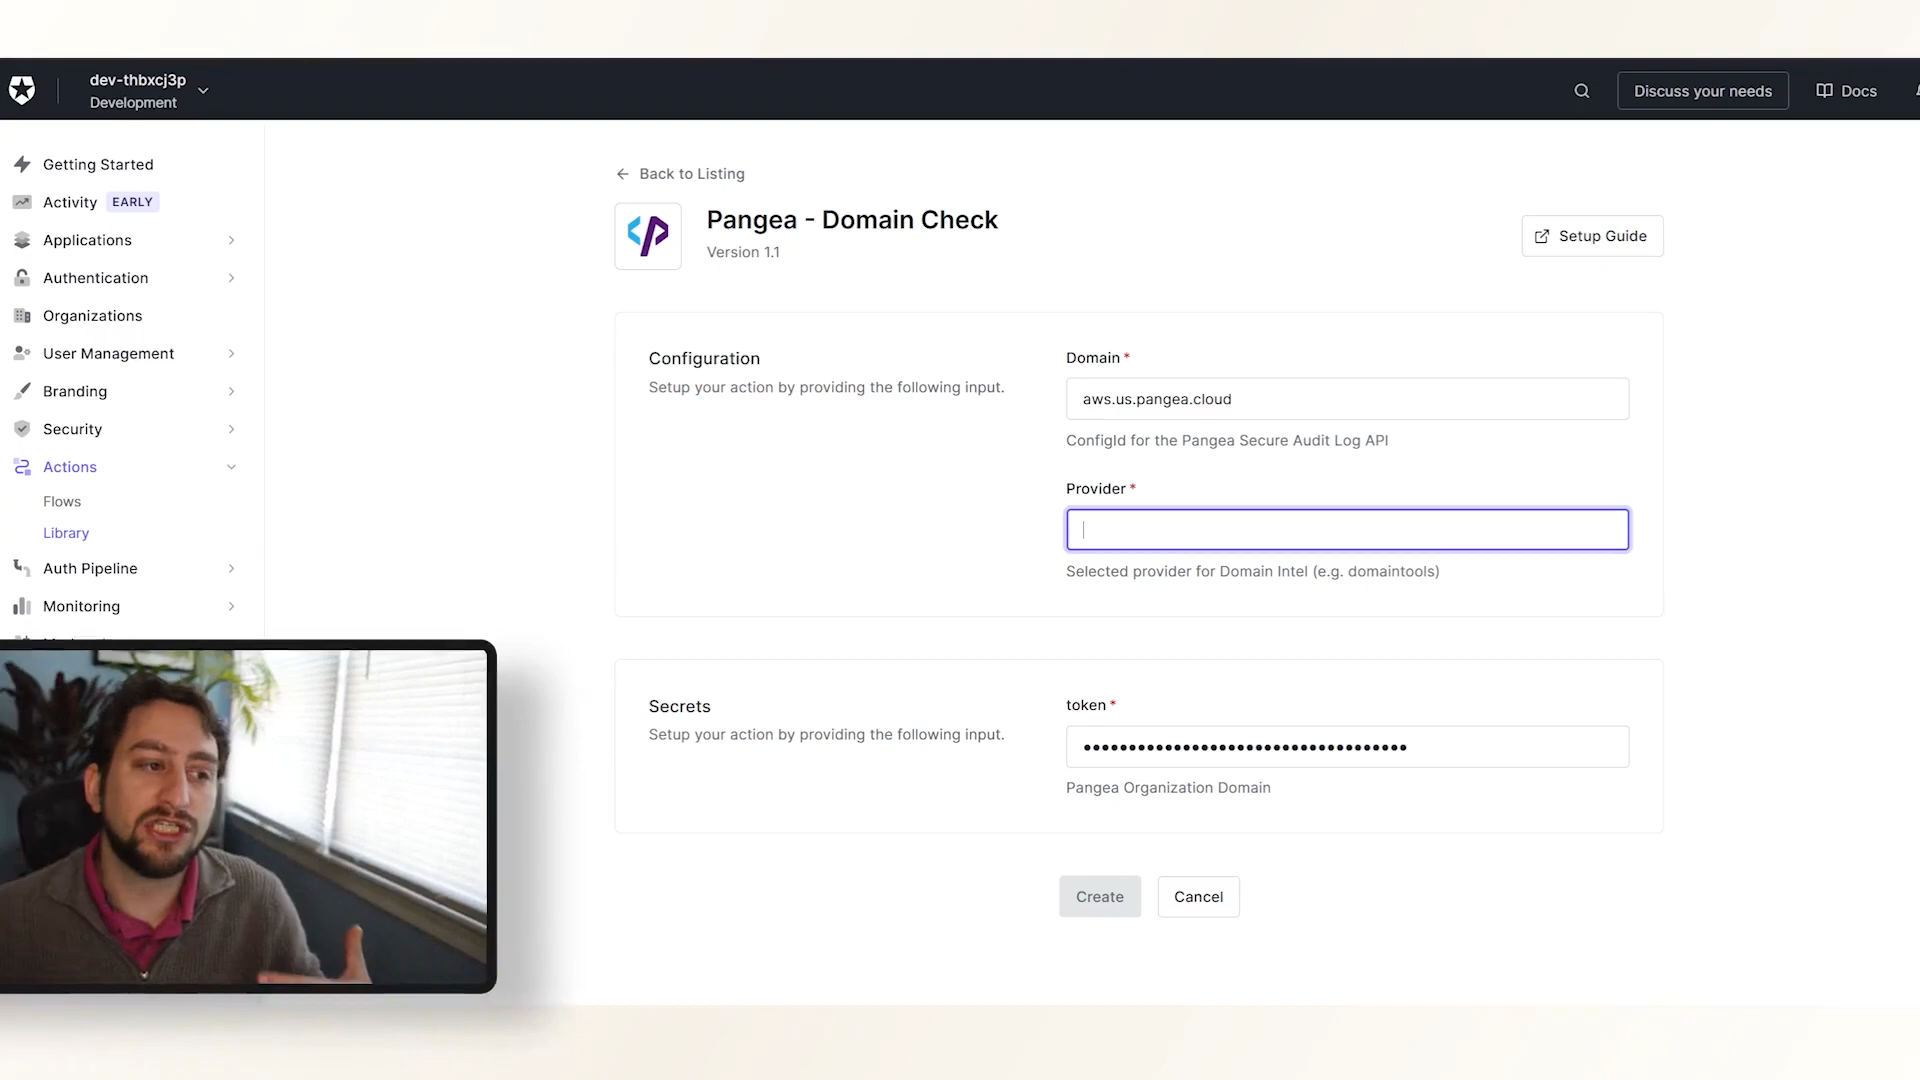 dev-thbxcj3p
Development
Discuss your needs
Docs
Getting Started
Activity EARLY
Applications
Authentication
Organizations
User Management
Branding
Security
Actions
Flows
Library
Auth Pipeline
Monitoring
Back to Listing
Pangea - Domain Check
Version 1.1
Setup Guide
Configuration
Setup your action by providing the following input.
Domain *
aws.us.pangea.cloud
ConfigId for the Pangea Secure Audit Log API
Provider *
Selected provider for Domain Intel (e.g. domaintools)
Secrets
Setup your action by providing the following input.
token *
••••••••••••••••••••••••••••••••••••
Pangea Organization Domain
Create
Cancel